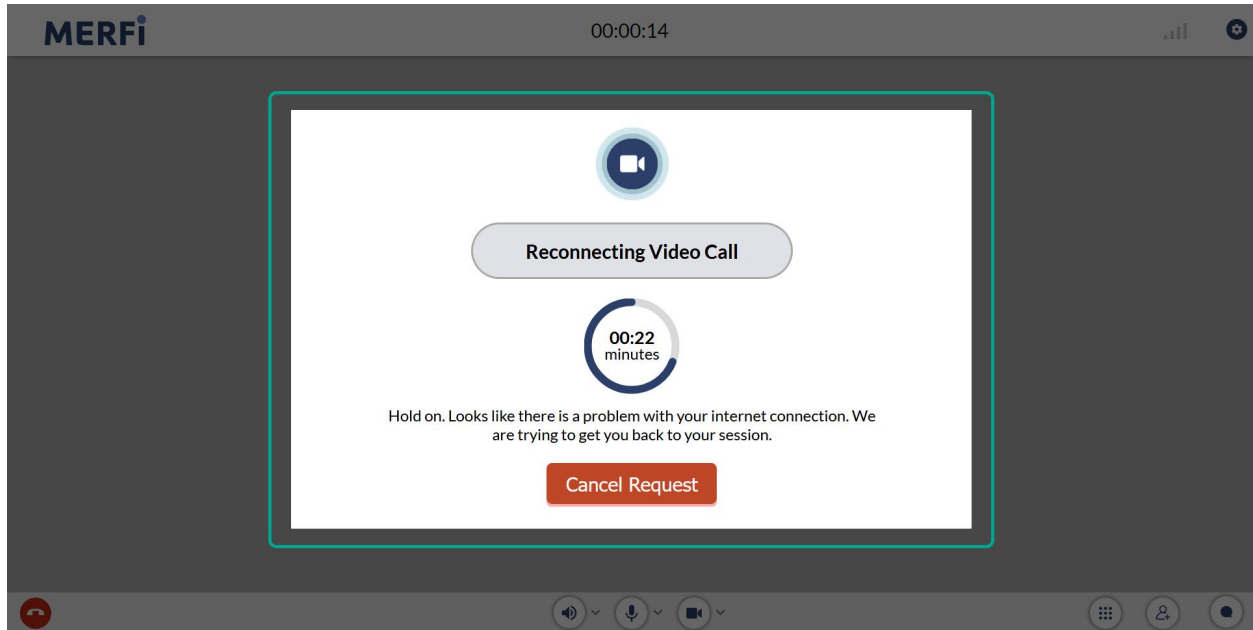 MERFi
00:00:14
Reconnecting Video Call
00:22
minutes
Hold on. Looks like there is a problem with your internet connection. We
are trying to get you back to your session.
Cancel Request